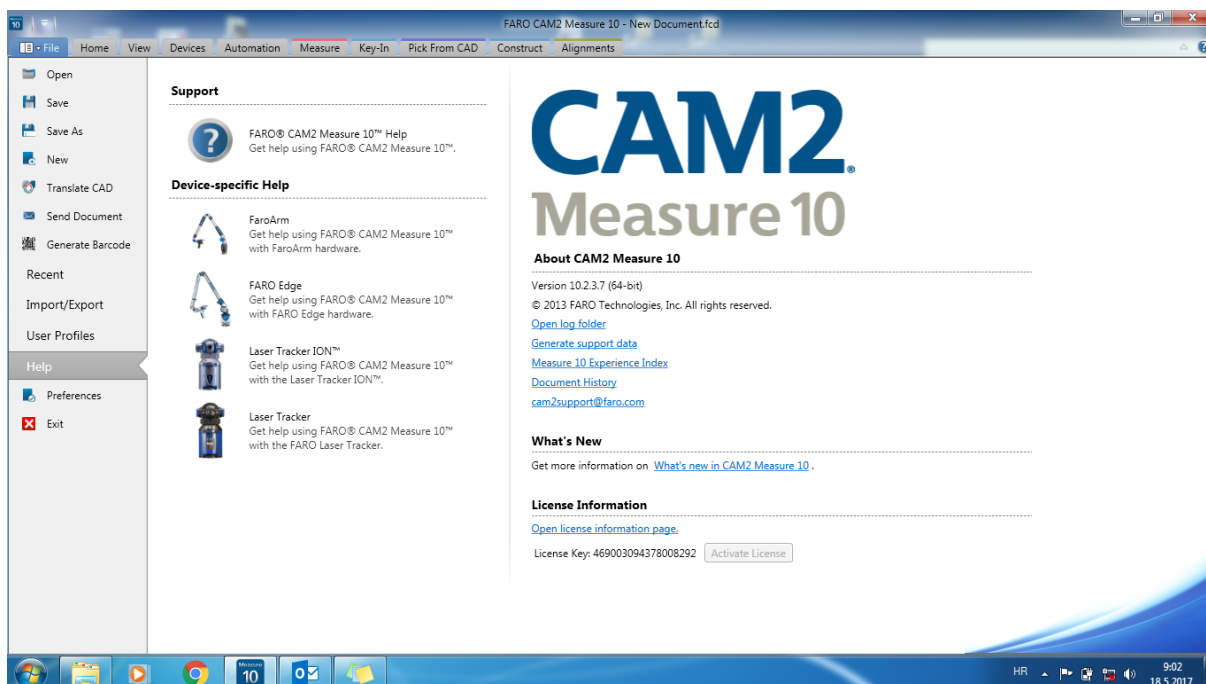 10
FARO CAM2 Measure 10 - New Document.fcd
File Home View Devices Automation Measure Key-In Pick From CAD Construct Alignments
Open
Save
Save As
New
Translate CAD
Send Document
Generate Barcode
Recent
Import/Export
User Profiles
Help
Preferences
Exit
Support
FARO® CAM2 Measure 10™ Help
Get help using FARO® CAM2 Measure 10™.
Device-specific Help
FaroArm
Get help using FARO® CAM2 Measure 10™
with FaroArm hardware.
FARO Edge
Get help using FARO® CAM2 Measure 10™
with FARO Edge hardware.
Laser Tracker ION™
Get help using FARO® CAM2 Measure 10™
with the Laser Tracker ION™.
Laser Tracker
Get help using FARO® CAM2 Measure 10™
with the FARO Laser Tracker.
CAM2®
Measure 10
About CAM2 Measure 10
Version 10.2.3.7 (64-bit)
© 2013 FARO Technologies, Inc. All rights reserved.
Open log folder
Generate support data
Measure 10 Experience Index
Document History
cam2support@faro.com
What's New
Get more information on What's new in CAM2 Measure 10 .
License Information
Open license information page.
License Key: 469003094378008292 Activate License
Measure
10
HR
9:02
18.5.2017